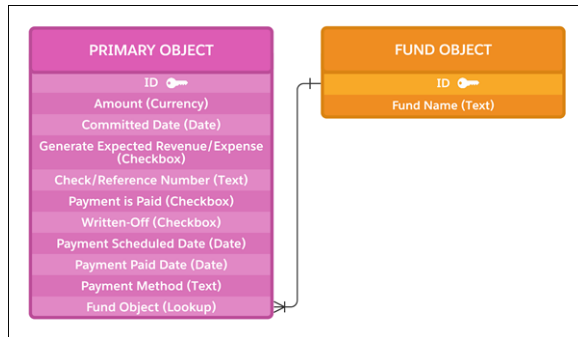 PRIMARY OBJECT
ID
Amount (Currency)
Committed Date (Date)
Generate Expected Revenue/Expense
(Checkbox)
Check/Reference Number (Text)
Payment is Paid (Checkbox)
Written-Off (Checkbox)
Payment Scheduled Date (Date)
Payment Paid Date (Date)
Payment Method (Text)
Fund Object (Lookup)
FUND OBJECT
ID
Fund Name (Text)